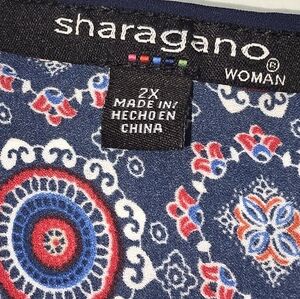 sharagano
®
WOMAN
2X
MADE IN/
HECHO EN
CHINA